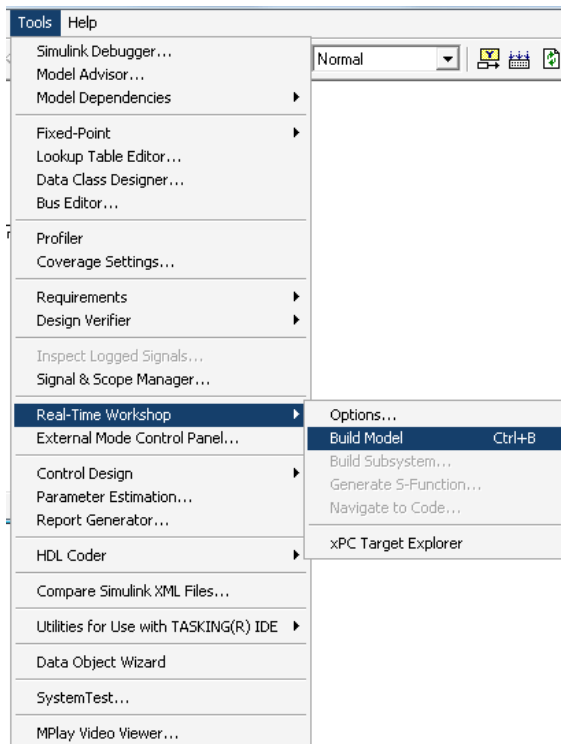 Tools Help
Normal
Simulink Debugger...
Model Advisor...
Model Dependencies
Fixed-Point
Lookup Table Editor...
Data Class Designer...
Bus Editor...
Profiler
Coverage Settings...
Requirements
Design Verifier
Inspect Logged Signals...
Signal & Scope Manager...
Real-Time Workshop
External Mode Control Panel...
Control Design
Parameter Estimation...
Report Generator...
HDL Coder
Compare Simulink XML Files...
Utilities for Use with TASKING(R) IDE
Data Object Wizard
SystemTest...
MPlay Video Viewer...
Options...
Build Model Ctrl+B
Build Subsystem...
Generate S-Function...
Navigate to Code...
xPC Target Explorer